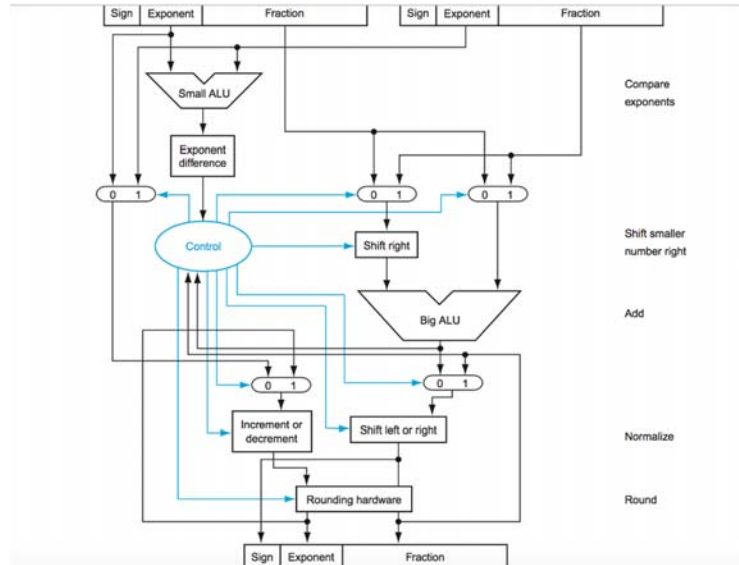 Sign Exponent Fraction Sign Exponent Fraction
Small ALU
Compare
exponents
Exponent
difference
0 1 0 1 0 1
Control
Shift right
Shift smaller
number right
Big ALU
Add
0 1 0 1
Increment or
decrement
Shift left or right
Normalize
Rounding hardware
Round
Sign Exponent Fraction